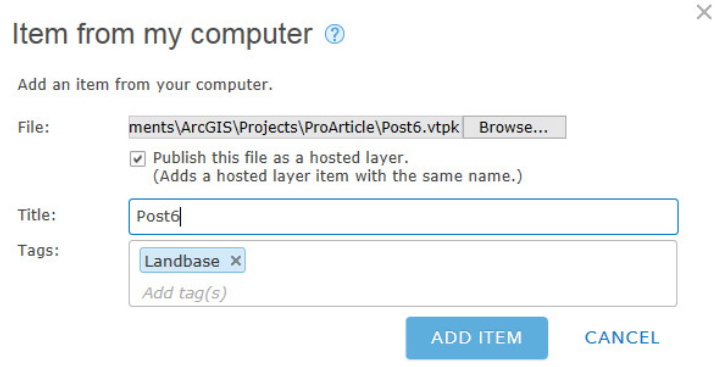 Item from my computer ?
Add an item from your computer.
File: ments\ArcGIS\Projects\ProArticle\Post6.vtpk Browse...
Publish this file as a hosted layer.
(Adds a hosted layer item with the same name.)
Title: Post6
Tags: Landbase ×
Add tag(s)
ADD ITEM CANCEL